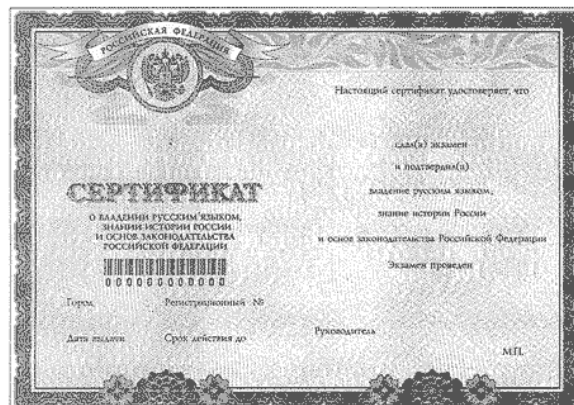 РОССИЙСКАЯ ФЕДЕРАЦИЯ
СЕРТИФИКАТ
О ВЛАДЕНИИ РУССКИМ ЯЗЫКОМ,
ЗНАНИИ ИСТОРИИ РОССИИ
И ОСНОВ ЗАКОНОДАТЕЛЬСТВА
РОССИЙСКОЙ ФЕДЕРАЦИИ
000000000000
Город Регистрационный №
Дата выдачи Срок действия до
Настоящий сертификат удостоверяет, что
сдал(а) экзамен
и подтвердил(а)
владение русским языком,
знание истории России
и основ законодательства Российской Федерации
Экзамен проведен
Руководитель
М.П.